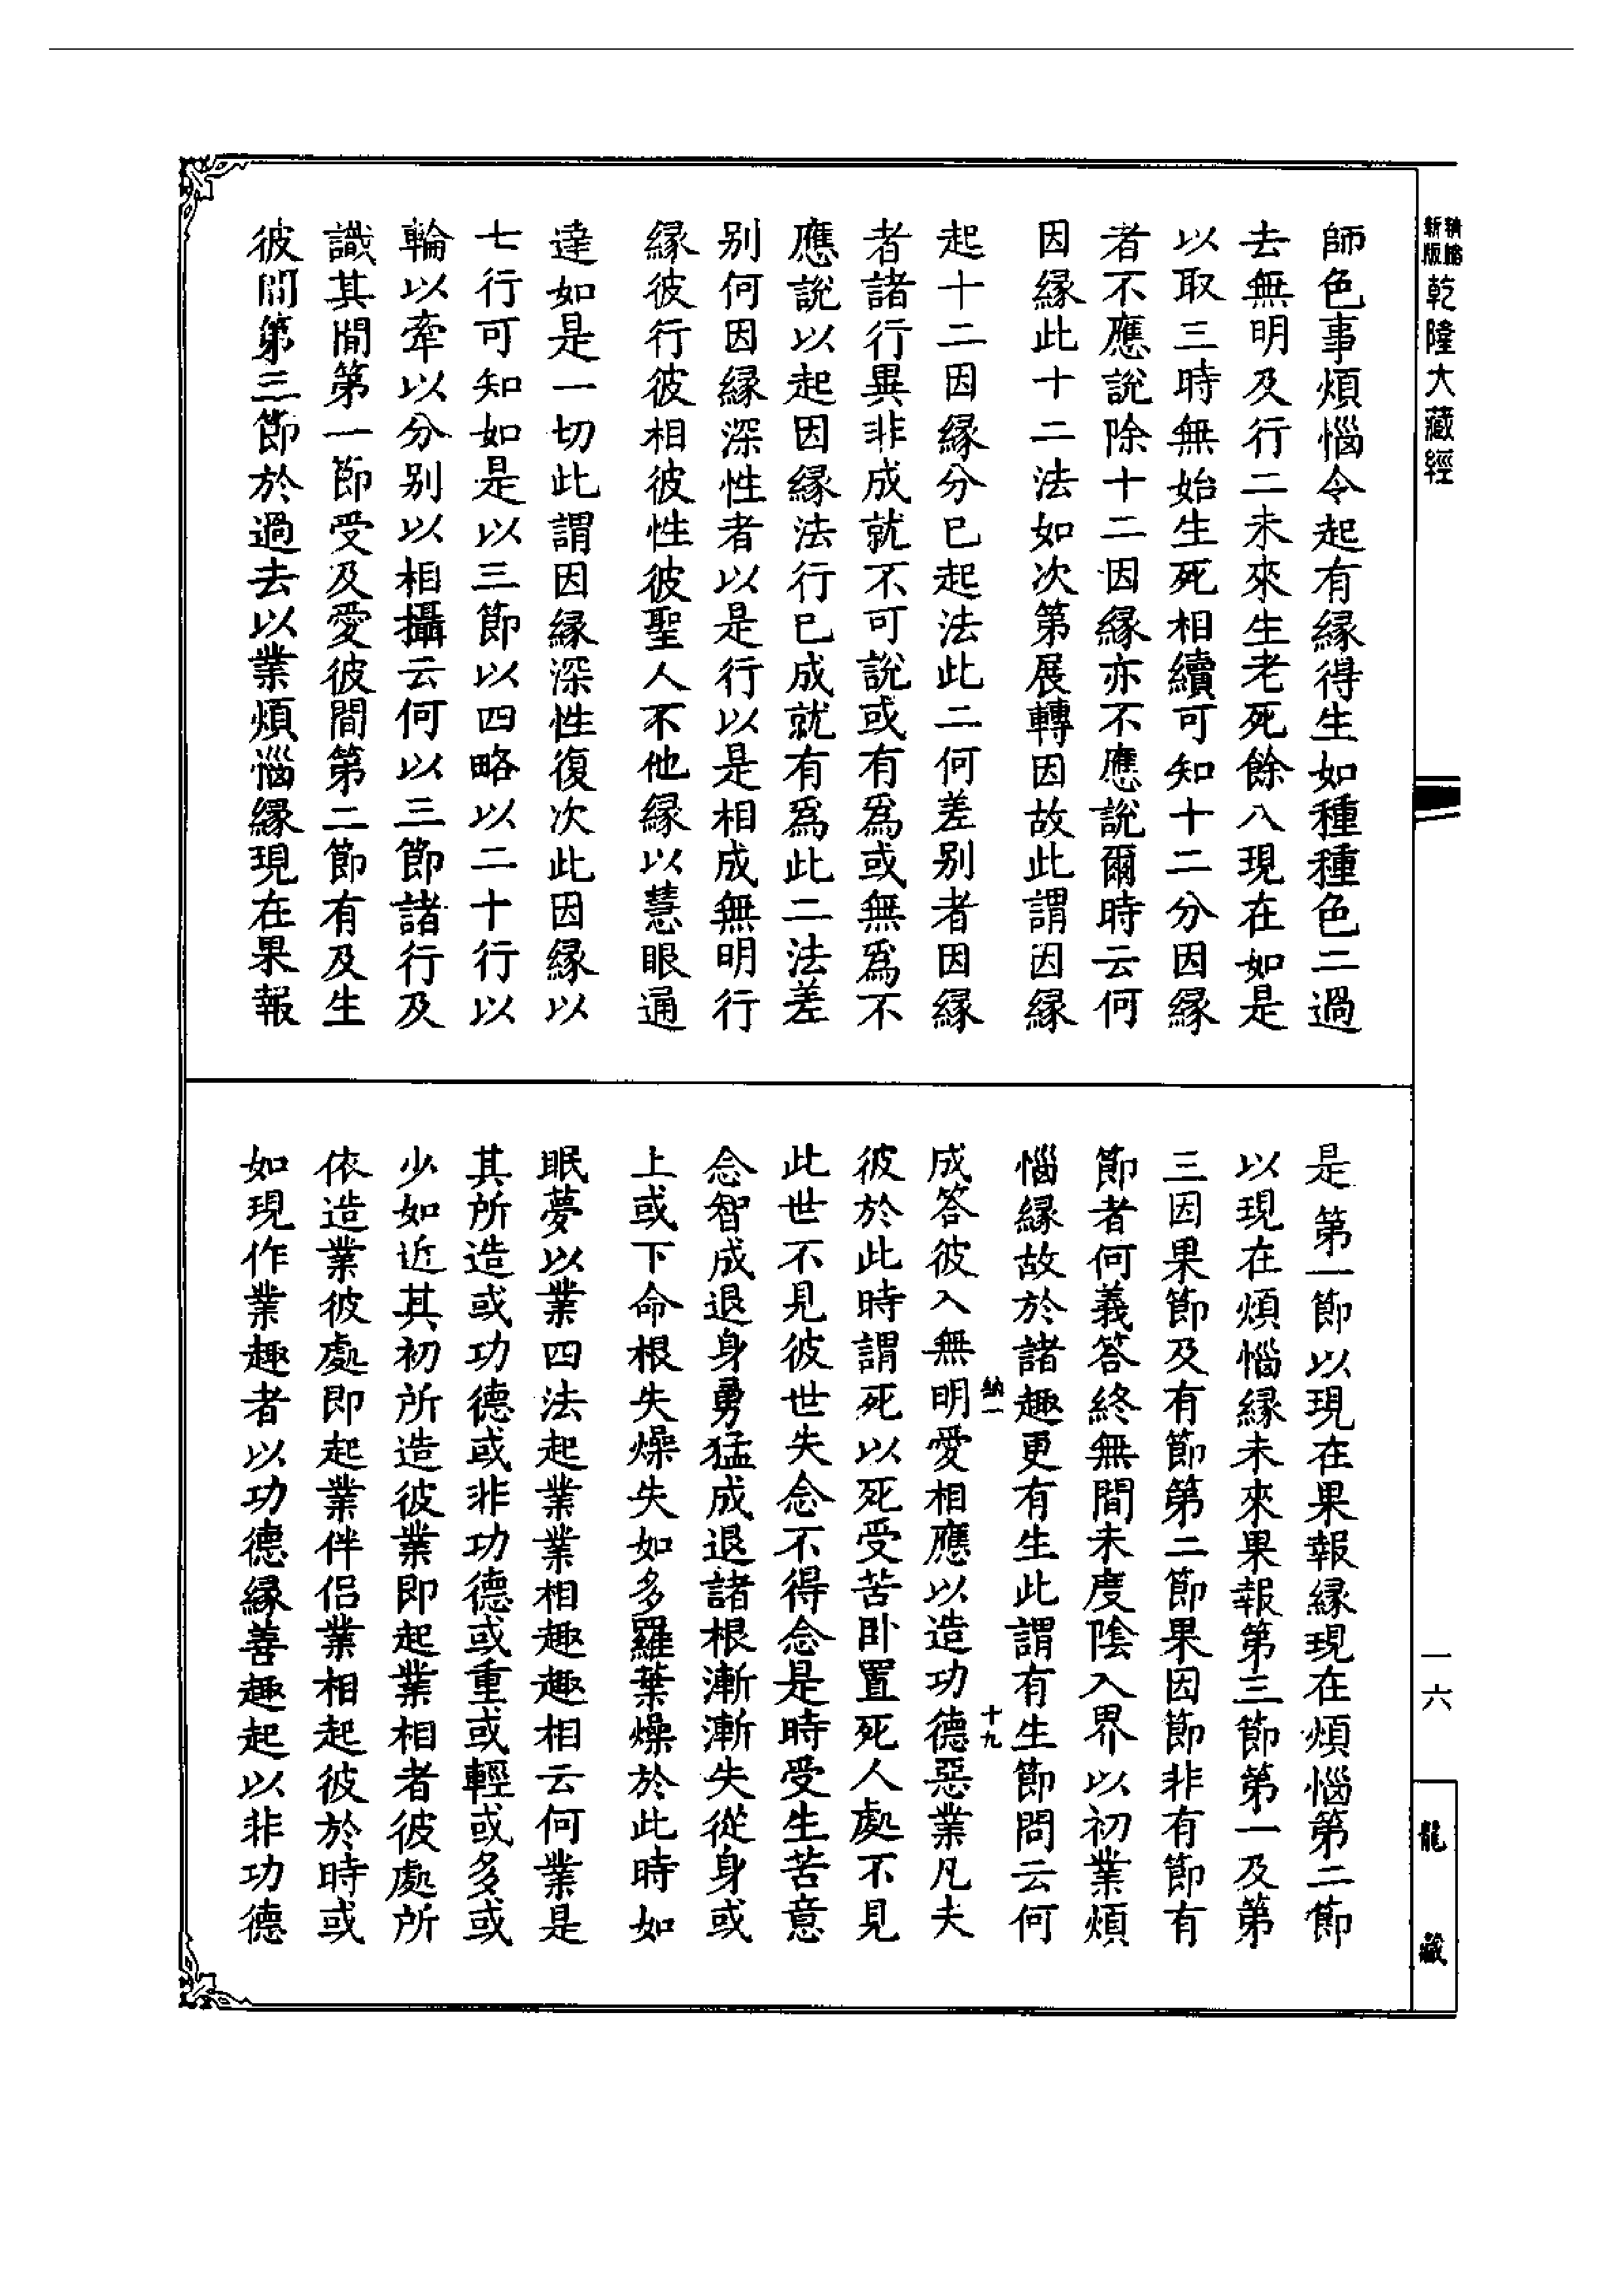 精縮
新版
乾隆大藏經
師色事煩惱令起有緣得生如種種色二過
去無明及行二未來生老死餘八現在如是
以取三時無始生死相續可知十二分因緣
者不應說除十二因緣亦不應說爾時云何
因緣此十二法如次第展轉因故此謂因緣
起十二因緣分已起法此二何差別者因緣
者諸行異非成就不可說或有爲或無爲不
應說以起因緣法行已成就有爲此二法差
別何因緣深性者以是行以是相成無明行
緣彼行彼相彼性彼聖人不他緣以慧眼通
達如是一切此謂因緣深性復次此因緣以
七行可知如是以三節以四略以二十行以
輪以牽以分別以相攝云何以三節諸行及
識其間第一節受及愛彼間第二節有及生
彼間第三節於過去以業煩惱緣現在果報
是第一節以現在果報緣現在煩惱第二節
以現在煩惱緣未來果報第三節第一及第
三因果節及有節第二節果因節非有節有
節者何義答終無間未度陰入界以初業煩
惱緣故於諸趣更有生此謂有生節問云何
成答彼入無明愛相應以造功德惡業凡夫
彼於此時謂死以死受苦臥置死人處不見
此世不見彼世失念不得念是時受生苦意
念智成退身勇猛成退諸根漸漸失從身或
上或下命根失燥失如多羅葉燥於此時如
眠夢以業四法起業業相趣趣相云何業是
其所造或功德或非功德或重或輕或多或
少如近其初所造彼業即起業相者彼處所
依造業彼處即起業伴侶業相起彼於時或
如現作業趣者以功德緣善趣起以非功德
納一
十九
一六
龍藏